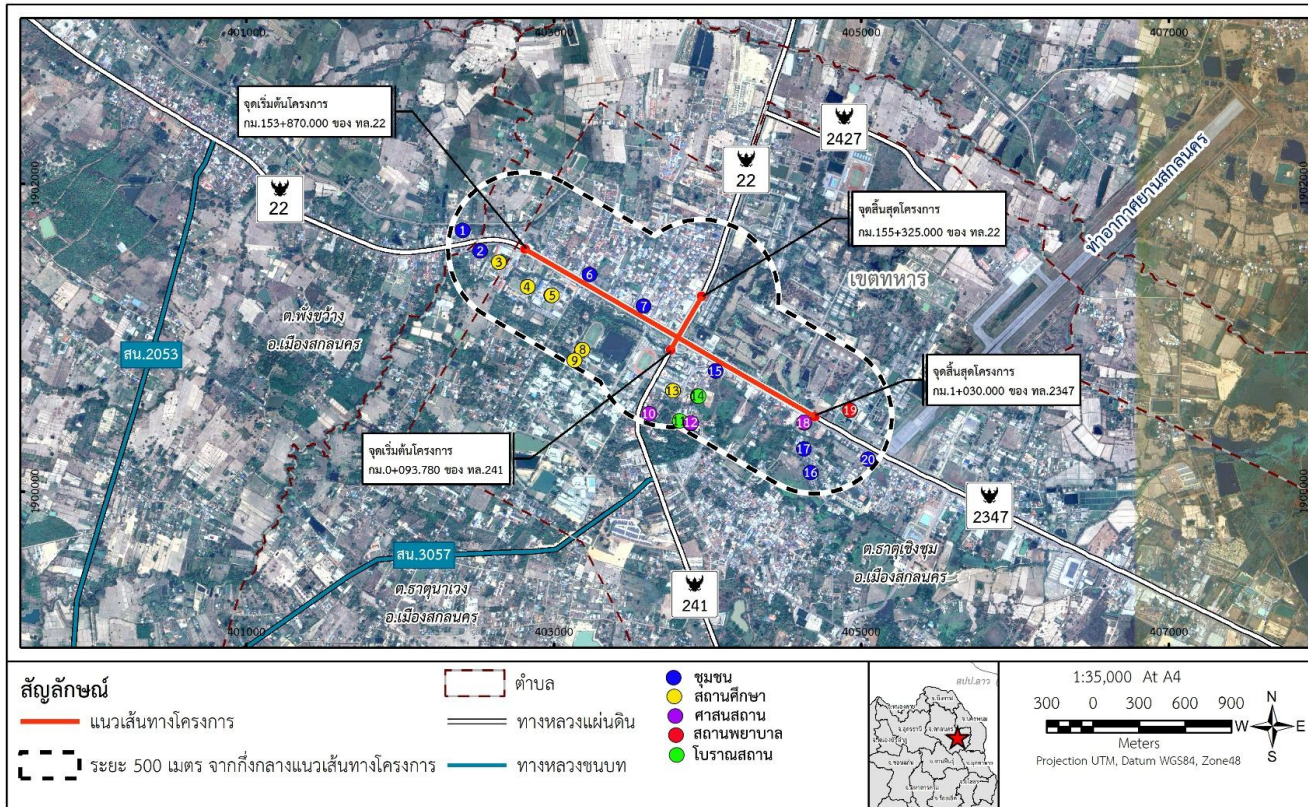 401000
403000
405000
407000
จุดเริ่มต้นโครงการ
กม.153+870.000 ของ ทล.22
2427
22
22
1902000
1902000
จุดสิ้นสุดโครงการ
กม.155+325.000 ของ ทล.22
ท่าอากาศยานสกลนคร
เขตทหาร
1
2
3
4
5
6
7
8
9
10
11
12
13
14
15
16
17
18
19
20
ต.พังขว้าง
อ.เมืองสกลนคร
สน.2053
จุดสิ้นสุดโครงการ
กม.1+030.000 ของ ทล.2347
จุดเริ่มต้นโครงการ
กม.0+093.780 ของ ทล.241
1900000
1900000
2347
สน.3057
ต.ธาตุเชิงชุม
อ.เมืองสกลนคร
ต.ธาตุนาเวง
อ.เมืองสกลนคร
241
401000
403000
405000
407000
สัญลักษณ์
แนวเส้นทางโครงการ
ระยะ 500 เมตร จากกึ่งกลางแนวเส้นทางโครงการ
ตำบล
ทางหลวงแผ่นดิน
ทางหลวงชนบท
ชุมชน
สถานศึกษา
ศาสนสถาน
สถานพยาบาล
โบราณสถาน
สปป.ลาว
1:35,000 At A4
300 0 300 600 900
Meters
Projection UTM, Datum WGS84, Zone48
N
W E
S